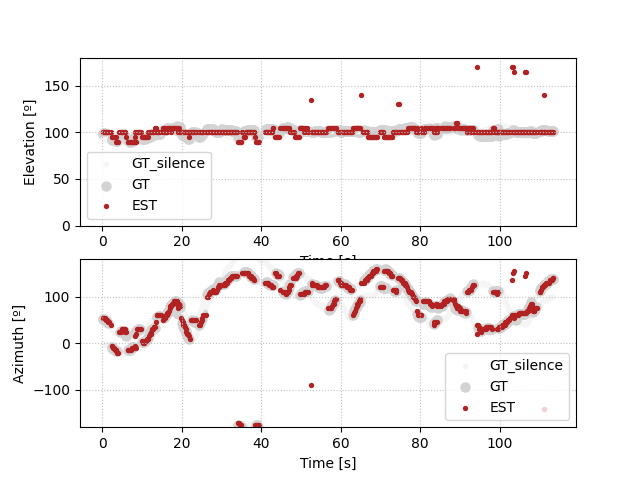 150
100
50
0
Elevation [º]
GT_silence
GT
EST
0 20 40 60 80 100
Time [s]
100
0
−100
Azimuth [º]
GT_silence
GT
EST
0 20 40 60 80 100
Time [s]